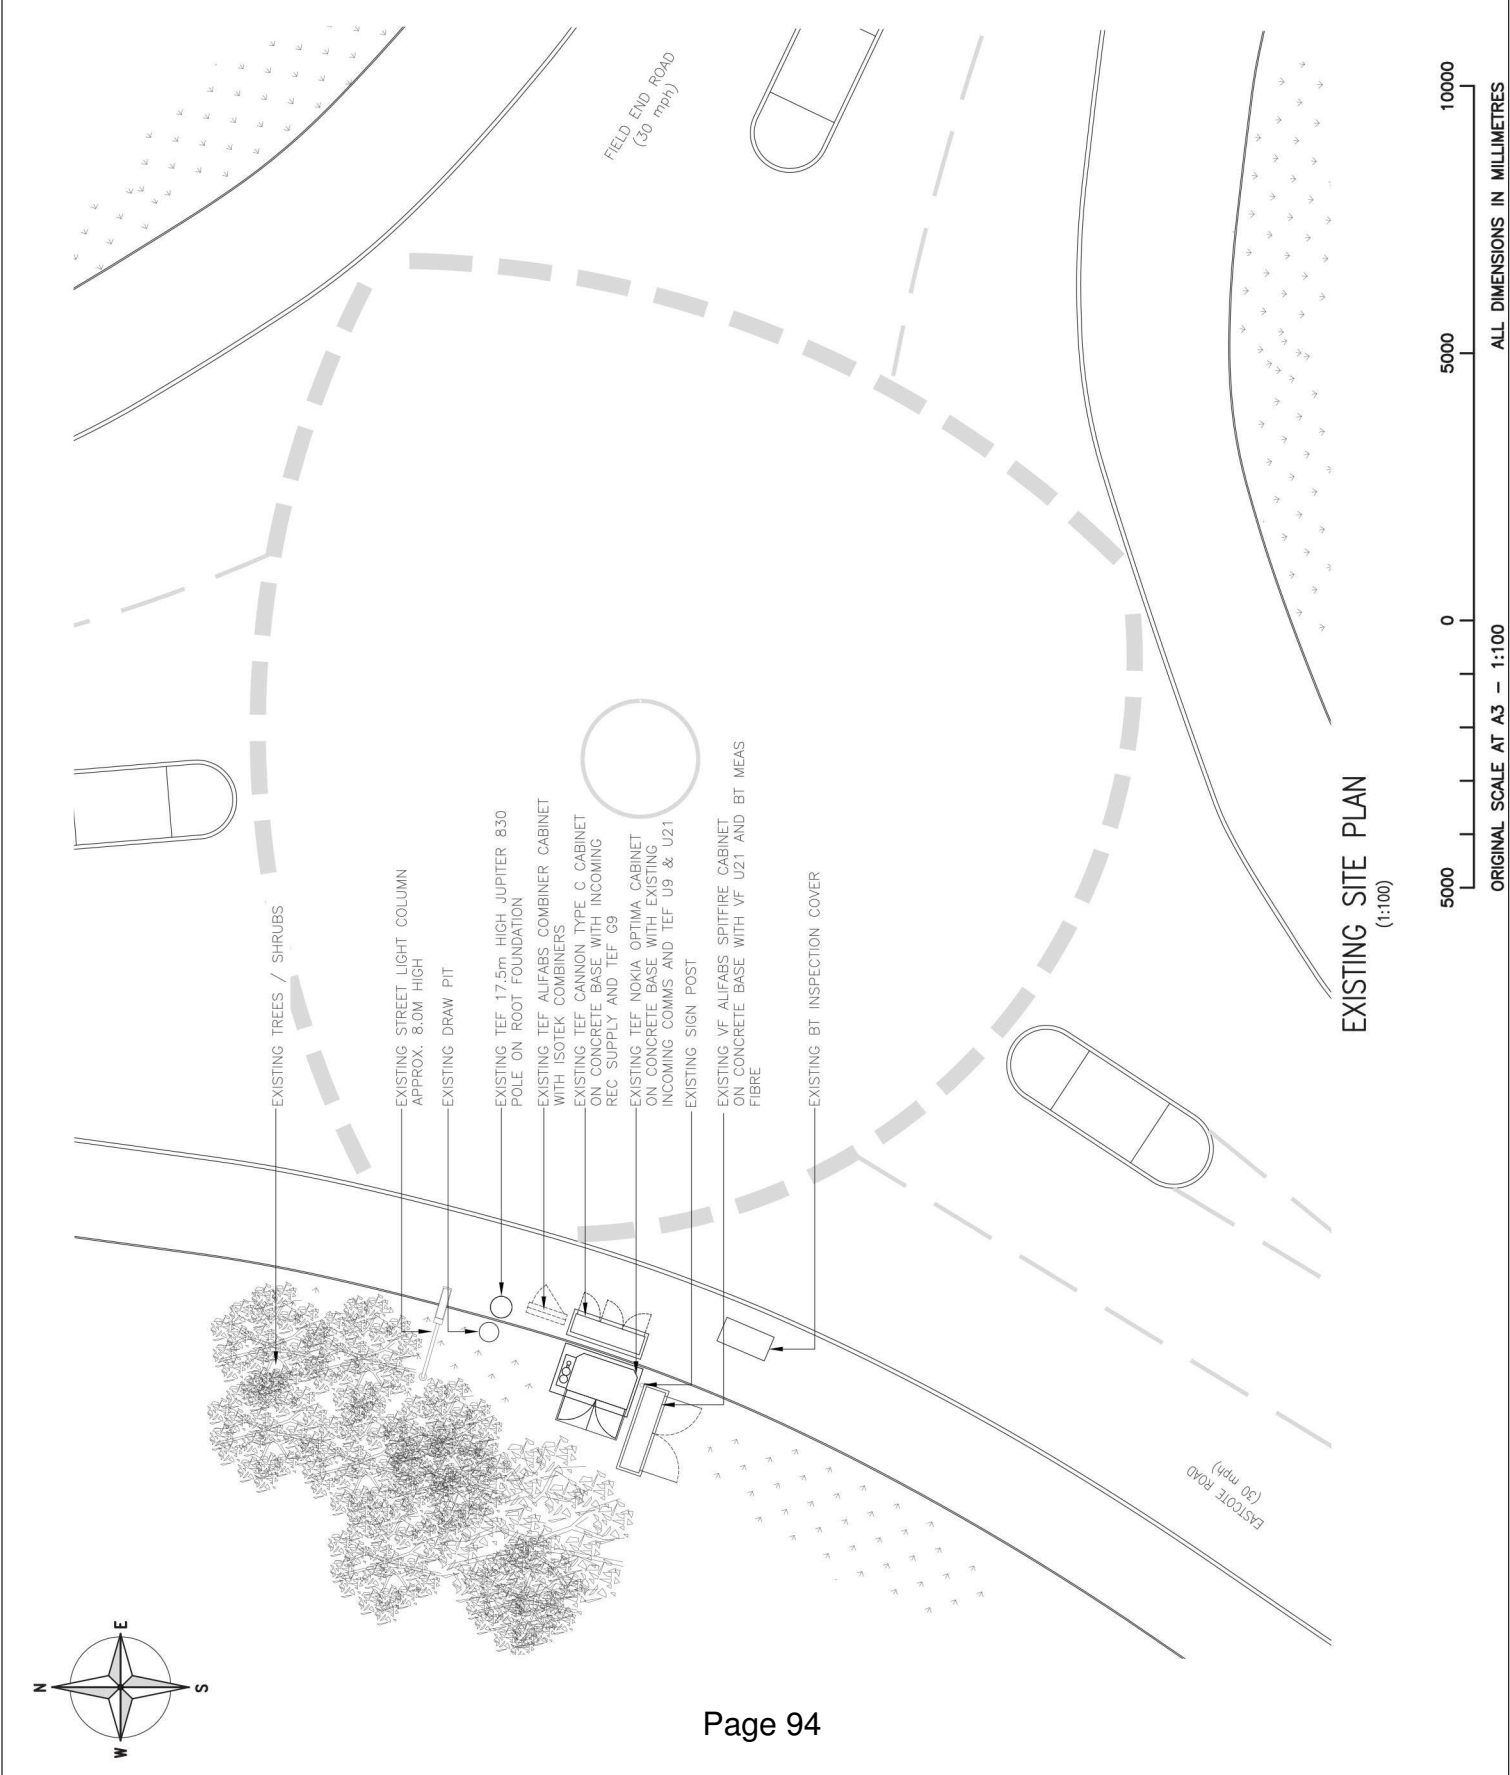 N
E
S
W
FIELD END ROAD
(30 mph)
EXISTING TREES / SHRUBS
EXISTING STREET LIGHT COLUMN
APPROX. 8.0M HIGH
EXISTING DRAW PIT
EXISTING TEF 17.5m HIGH JUPITER 830
POLE ON ROOT FOUNDATION
EXISTING TEF ALIFABS COMBINER CABINET
WITH ISOTEK COMBINERS
EXISTING TEF CANNON TYPE C CABINET
ON CONCRETE BASE WITH INCOMING
REC SUPPLY AND TEF G9
EXISTING TEF NOKIA OPTIMA CABINET
ON CONCRETE BASE WITH EXISTING
INCOMING COMMS AND TEF U9 & U21
EXISTING SIGN POST
EXISTING VF ALIFABS SPITFIRE CABINET
ON CONCRETE BASE WITH VF U21 AND BT MEAS
FIBRE
EXISTING BT INSPECTION COVER
EASTCOTE ROAD
(30 mph)
EXISTING SITE PLAN
(1:100)
5000
0
5000
10000
ORIGINAL SCALE AT A3 – 1:100
ALL DIMENSIONS IN MILLIMETRES
Page 94